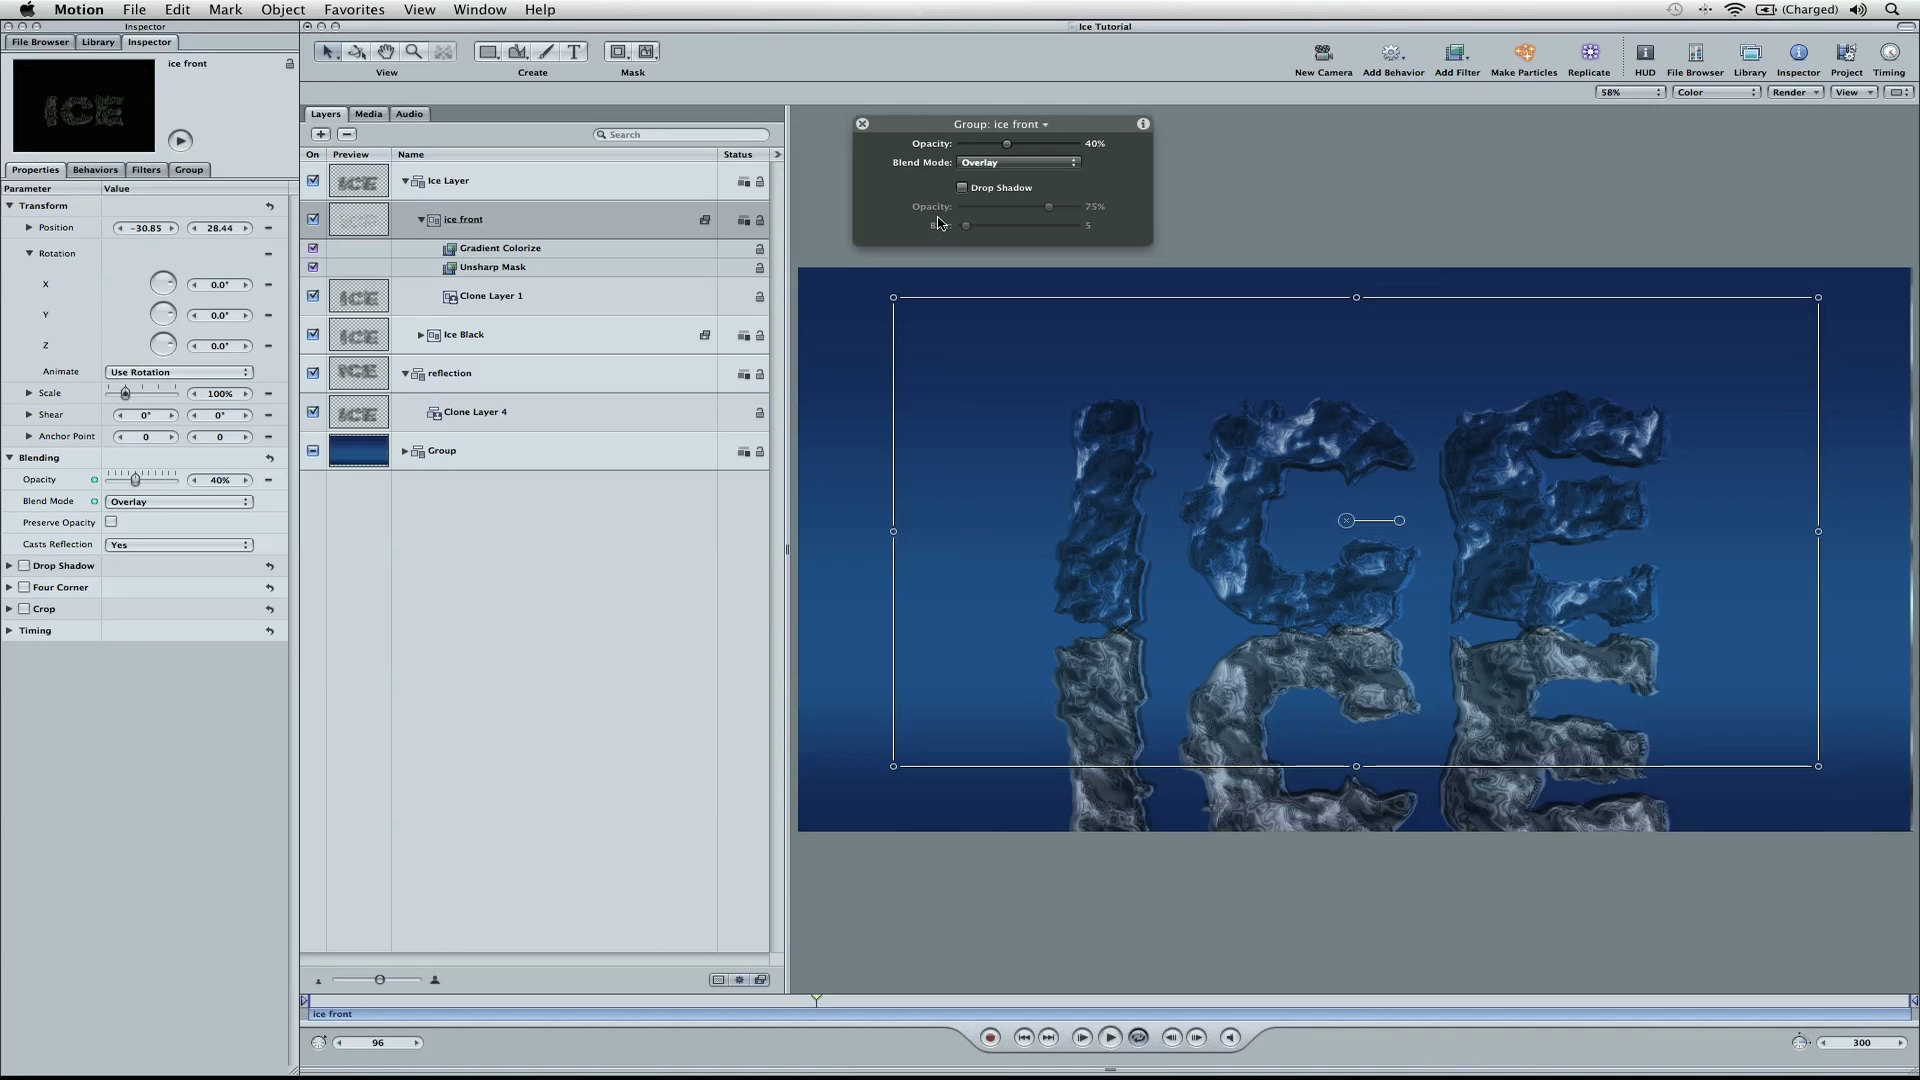 Motion File Edit Mark Object Favorites View Window Help (Charged)
Inspector
Ice Tutorial
File Browser Library Inspector
ice front
View Create Mask
New Camera Add Behavior Add Filter Make Particles Replicate HUD File Browser Library Inspector Project Timing
58% Color Render View
Layers Media Audio
Search
On Preview Name Status
Properties Behaviors Filters Group
Parameter Value
Transform
Position -30.85 28.44
Rotation
X 0.0°
Y 0.0°
Z 0.0°
Animate Use Rotation
Scale 100%
Shear 0° 0°
Anchor Point 0 0
Blending
Opacity 40%
Blend Mode Overlay
Preserve Opacity
Casts Reflection Yes
Drop Shadow
Four Corner
Crop
Timing
Ice Layer
ice front
Gradient Colorize
Unsharp Mask
Clone Layer 1
Ice Black
reflection
Clone Layer 4
Group
Group: ice front
Opacity: 40%
Blend Mode: Overlay
Drop Shadow
Opacity: 75%
5
ICE
ice front
96
300